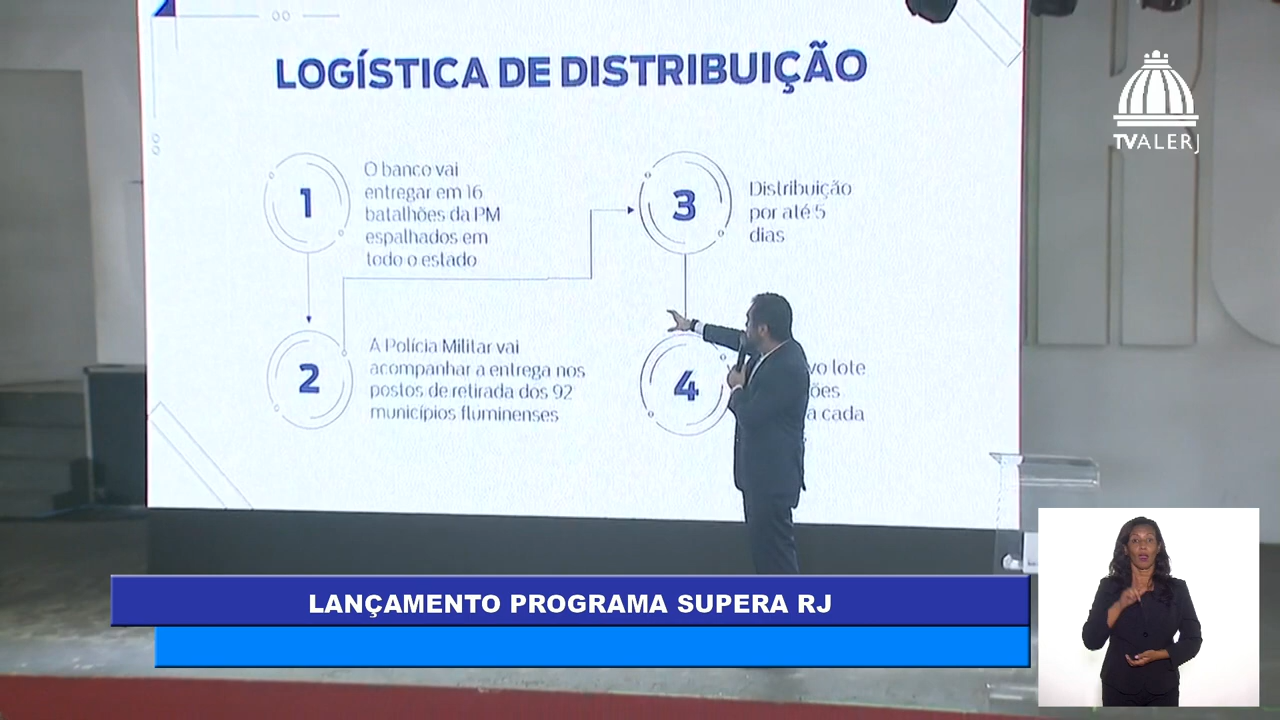 LOGÍSTICA DE DISTRIBUIÇÃO
1
O banco vai
entregar em 16
batalhões da PM
espalhados em
todo o estado
2
A Polícia Militar vai
acompanhar a entrega nos
postos de retirada dos 92
municípios fluminenses
3
Distribuição
por até 5
dias
4
lote
cada
TVALERJ
LANÇAMENTO PROGRAMA SUPERA RJ